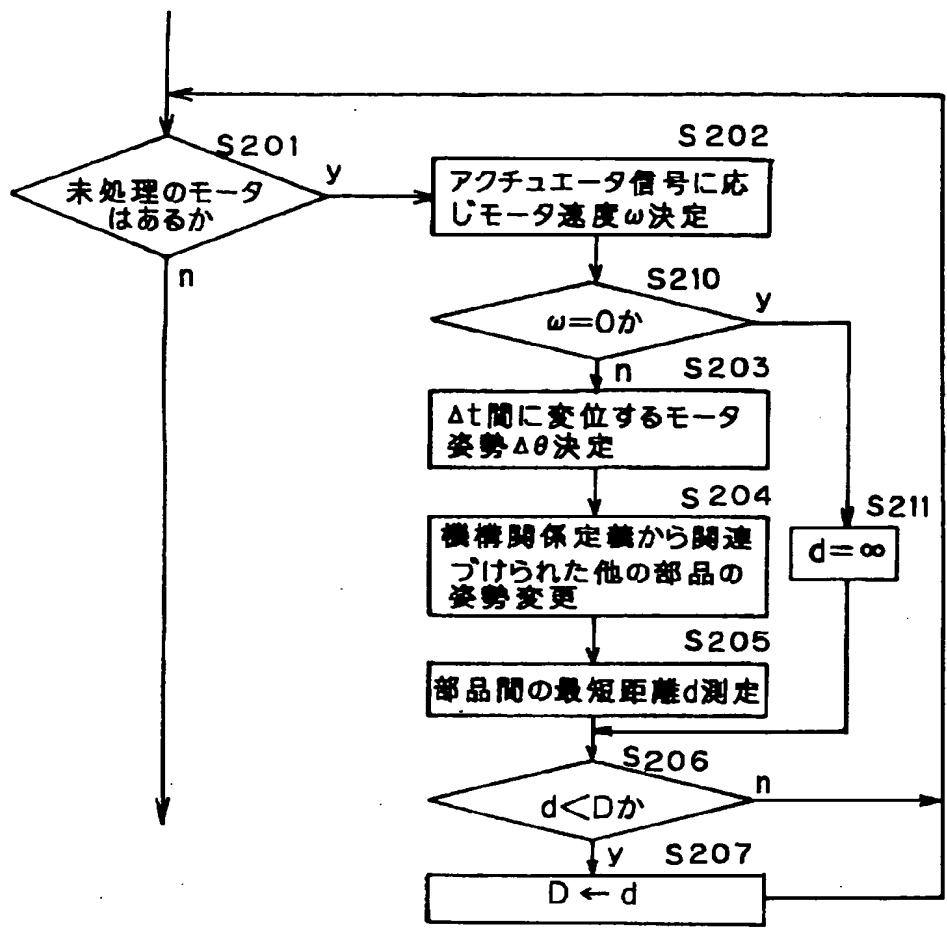 S201
未処理のモータ
はあるか
y
n
S202
アクチュエータ信号に応
じモータ速度ω決定
S210
ω=0か
y
n
S203
Δt間に変位するモータ
姿勢Δθ決定
S204
機構関係定義から関連
づけられた他の部品の
姿勢変更
S211
d=∞
S205
部品間の最短距離d測定
S206
d<Dか
n
y
S207
D←d